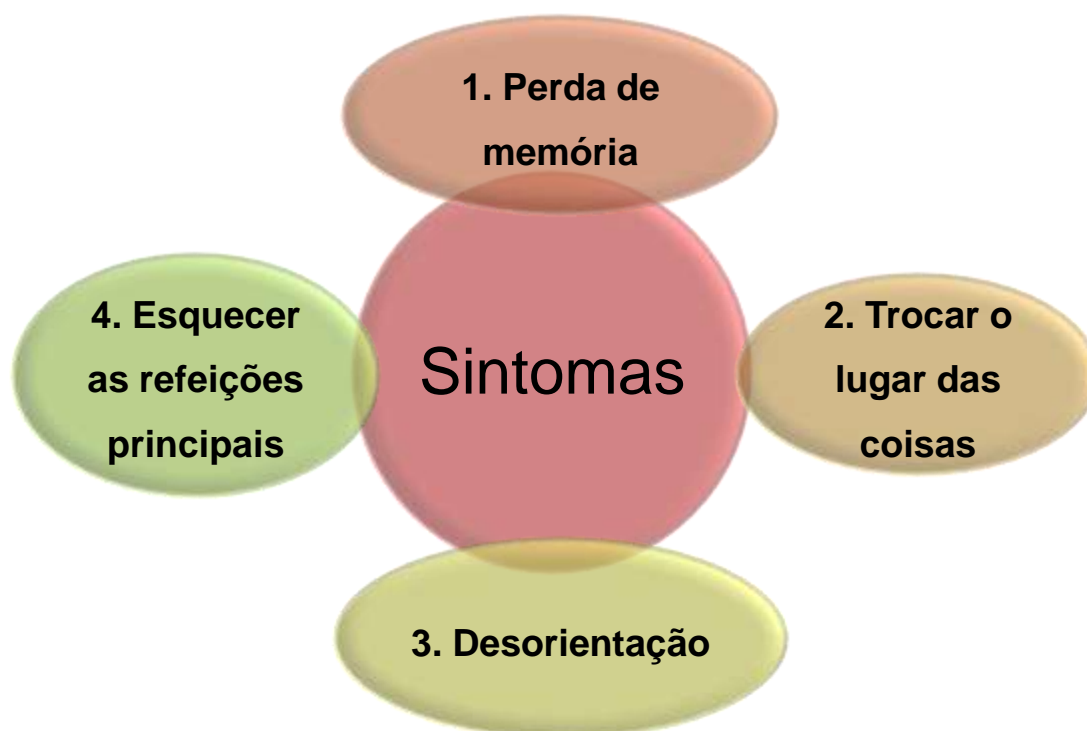 1. Perda de
memória
4. Esquecer
as refeições
principais
Sintomas
2. Trocar o
lugar das
coisas
3. Desorientação